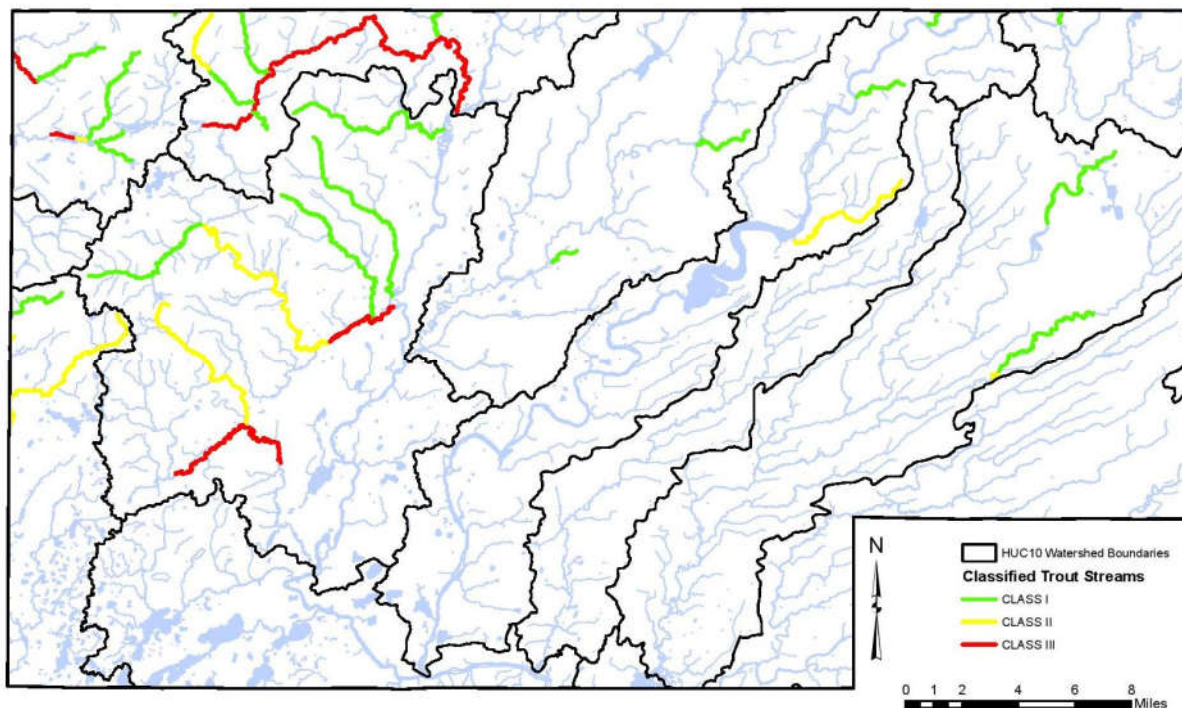 N
HUC10 Watershed Boundaries
Classified Trout Streams
CLASS I
CLASS II
CLASS III
0 1 2 4 6 8 Miles